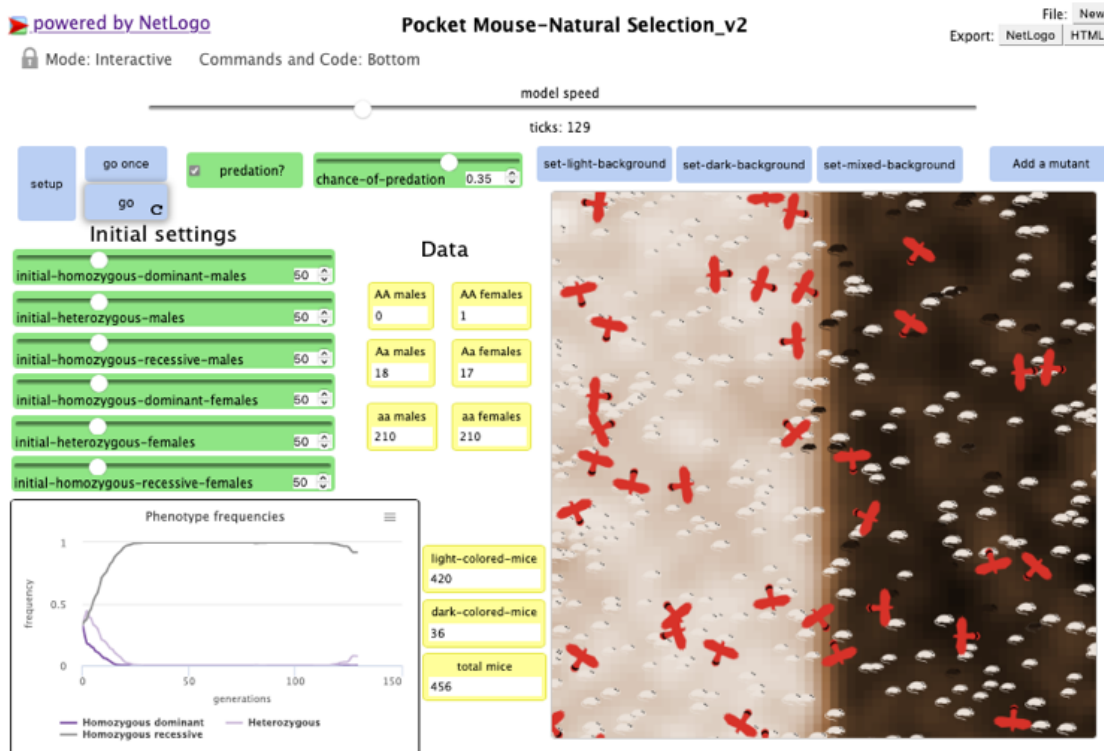 powered by NetLogo
Pocket Mouse-Natural Selection_v2
File: New
Export: NetLogo HTML
Mode: Interactive Commands and Code: Bottom
model speed
ticks: 129
setup
go once
go
predation?
chance-of-predation 0.35
set-light-background
set-dark-background
set-mixed-background
Add a mutant
Initial settings
initial-homozygous-dominant-males 50
initial-heterozygous-males 50
initial-homozygous-recessive-males 50
initial-homozygous-dominant-females 50
initial-heterozygous-females 50
initial-homozygous-recessive-females 50
Data
AA males
0
AA females
1
Aa males
18
Aa females
17
aa males
210
aa females
210
Phenotype frequencies
frequency
1
0.5
0
0 50 100 150
generations
Homozygous dominant Heterozygous
Homozygous recessive
light-colored-mice
420
dark-colored-mice
36
total mice
456